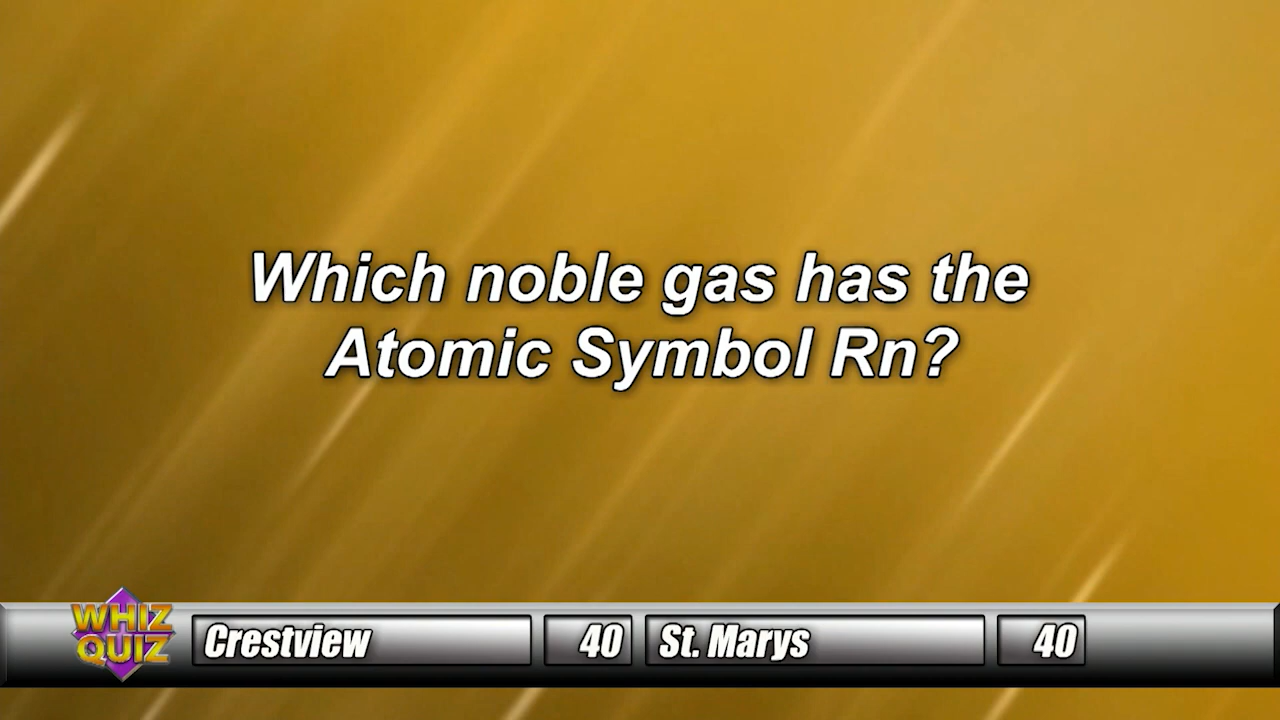 Which noble gas has the
Atomic Symbol Rn?
WHIZ
QUIZ
Crestview 40 St. Marys 40